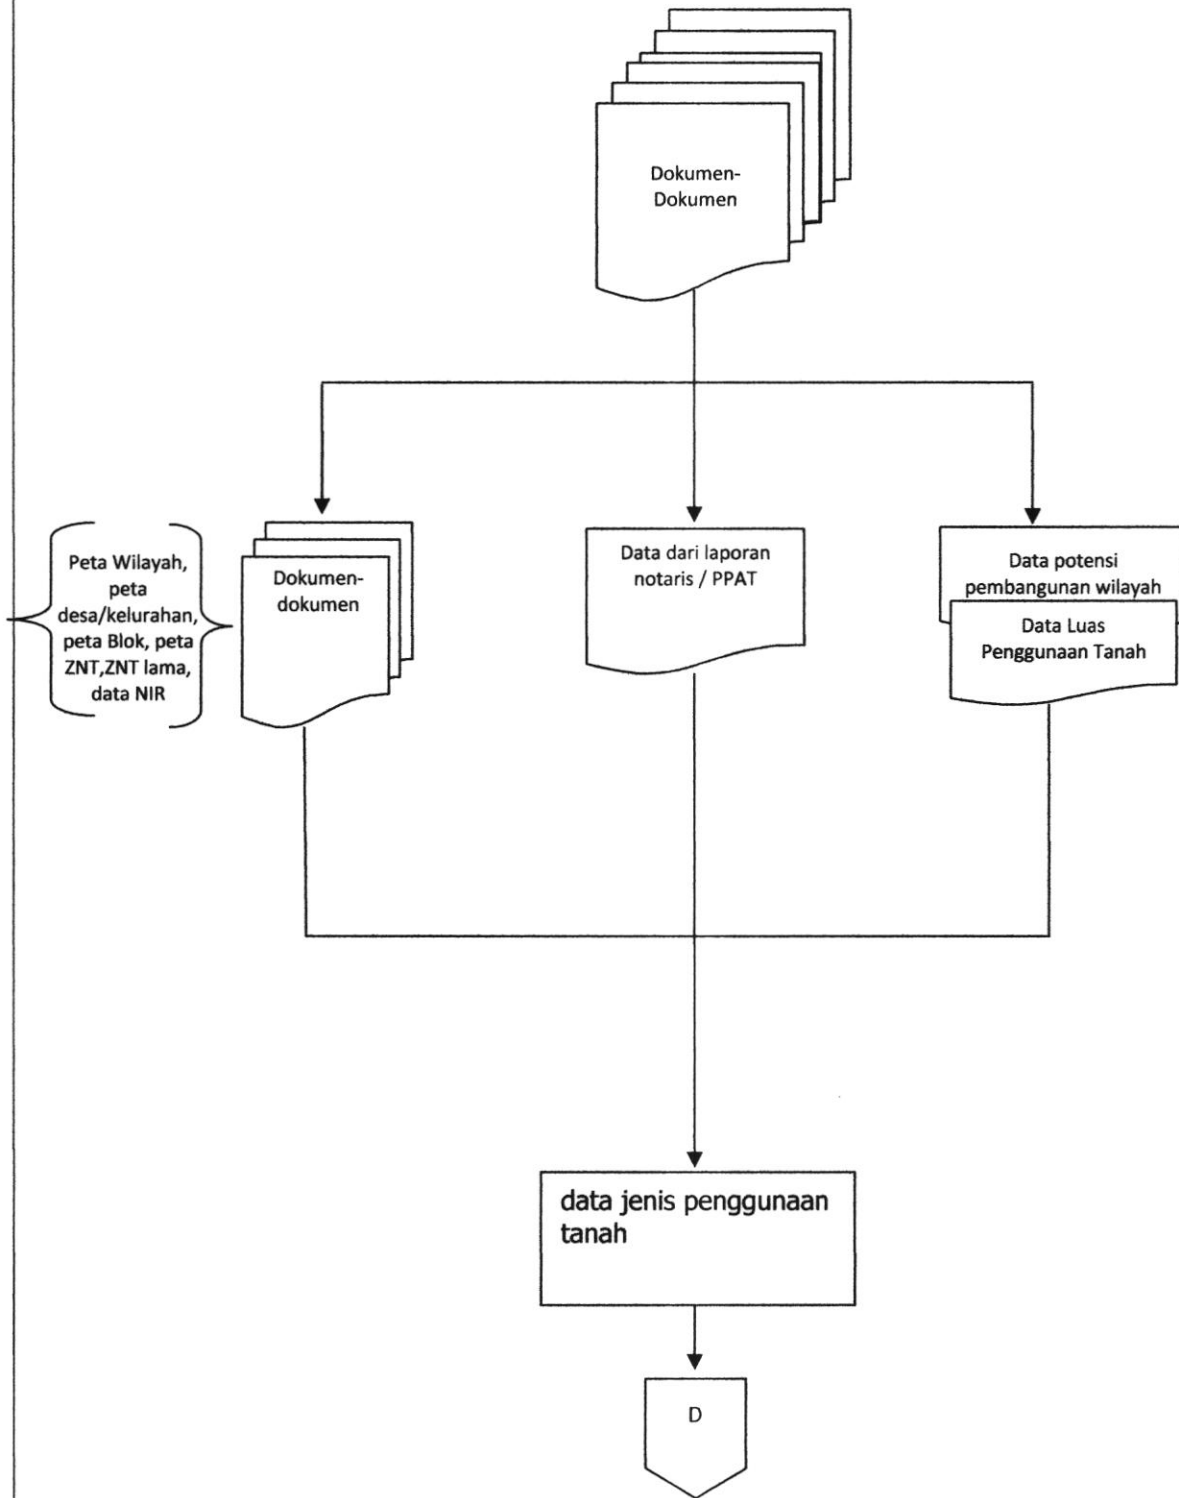 Dokumen-
Dokumen
Peta Wilayah,
peta
desa/kelurahan,
peta Blok, peta
ZNT,ZNT lama,
data NIR
Dokumen-
dokumen
Data dari laporan
notaris / PPAT
Data potensi
pembangunan wilayah
Data Luas
Penggunaan Tanah
data jenis penggunaan
tanah
D